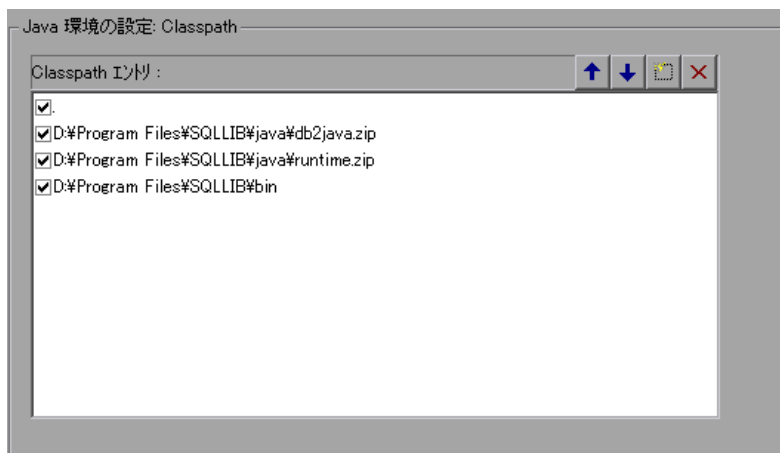 Java 環境の設定: Classpath
Classpath エントリ :
.
D:¥Program Files¥SQLLIB¥java¥db2java.zip
D:¥Program Files¥SQLLIB¥java¥runtime.zip
D:¥Program Files¥SQLLIB¥bin